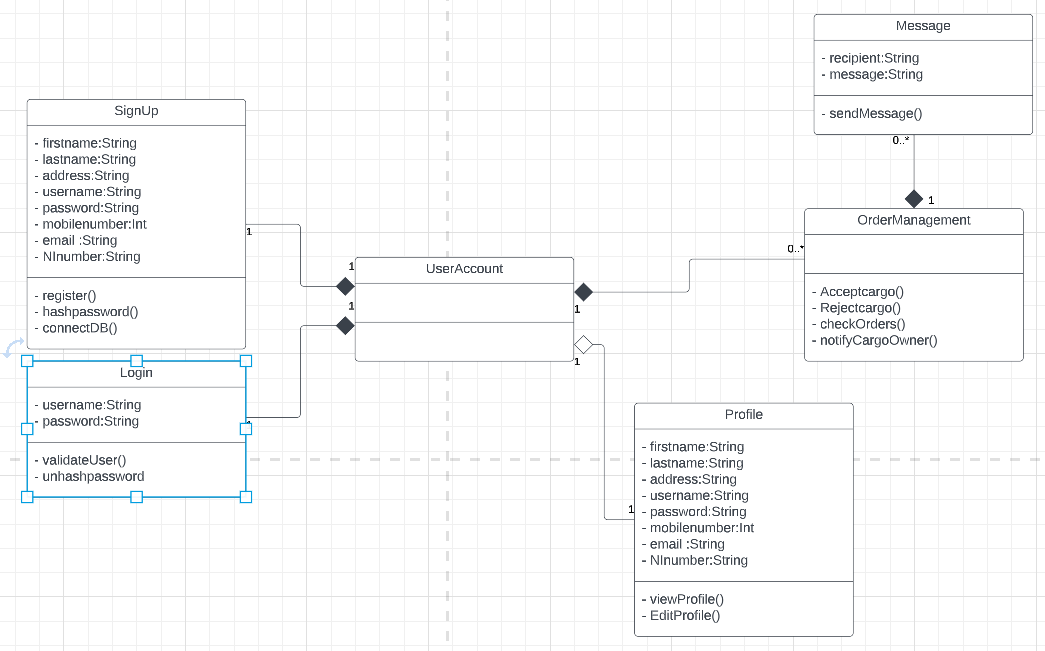 Message
- recipient:String
- message:String
- sendMessage()
0..*
1
SignUp
- firstname:String
- lastname:String
- address:String
- username:String
- password:String
- mobilenumber:Int
- email :String
- NInumber:String
- register()
- hashpassword()
- connectDB()
1
1
1
UserAccount
1
1
0..*
OrderManagement
- Acceptcargo()
- Rejectcargo()
- checkOrders()
- notifyCargoOwner()
Login
- username:String
- password:String
- validateUser()
- unhashpassword
1
Profile
- firstname:String
- lastname:String
- address:String
- username:String
- password:String
- mobilenumber:Int
- email :String
- NInumber:String
- viewProfile()
- EditProfile()